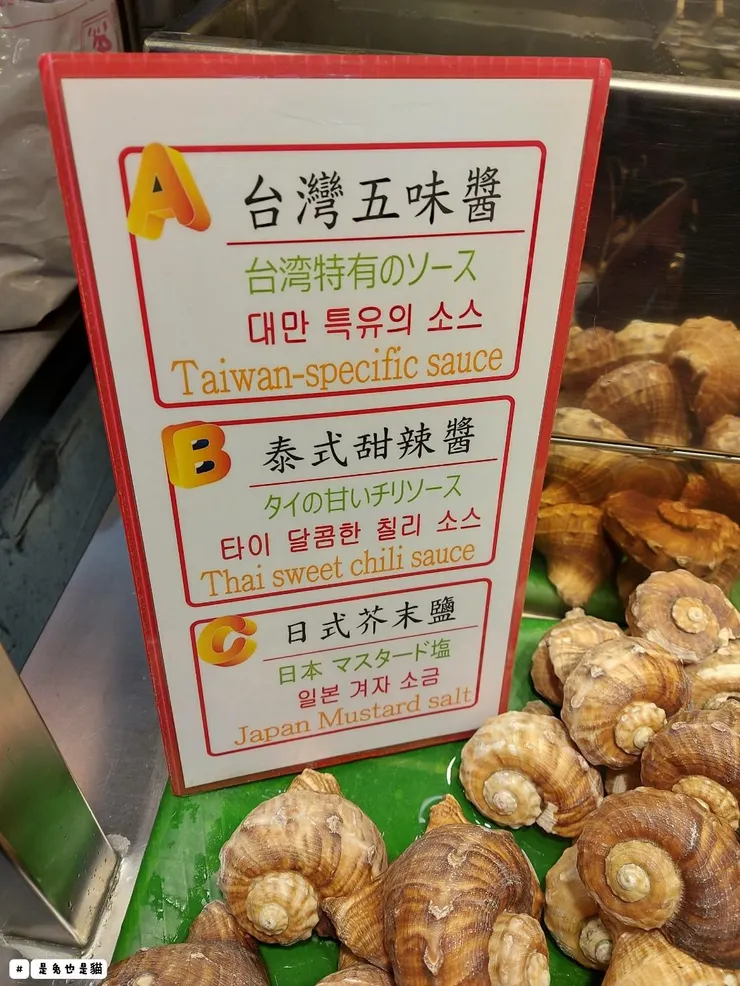 A 台灣五味醬
台湾特有のソース
대만 특유의 소스
Taiwan-specific sauce
B 泰式甜辣醬
タイの甘いチリソース
타이 달콤한 칠리 소스
Thai sweet chili sauce
C 日式芥末鹽
日本 マスタード塩
일본 겨자 소금
Japan Mustard salt
# 是兔也是貓